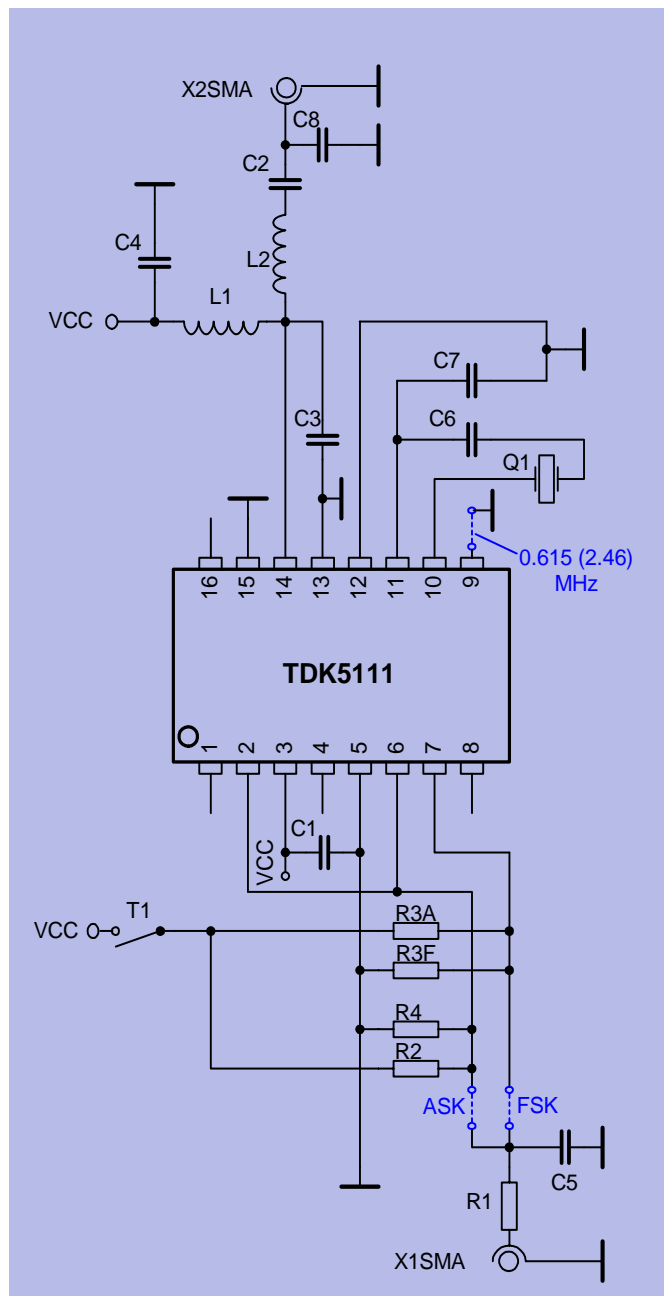 X2SMA
C8
C2
C4
L2
L1
VCC
C7
C3
C6
Q1
0.615 (2.46)
MHz
16 15 14 13 12 11 10 9
TDK5111
1 2 3 4 5 6 7 8
C1
VCC
T1
R3A
VCC
R3F
R4
R2
ASK FSK
C5
R1
X1SMA